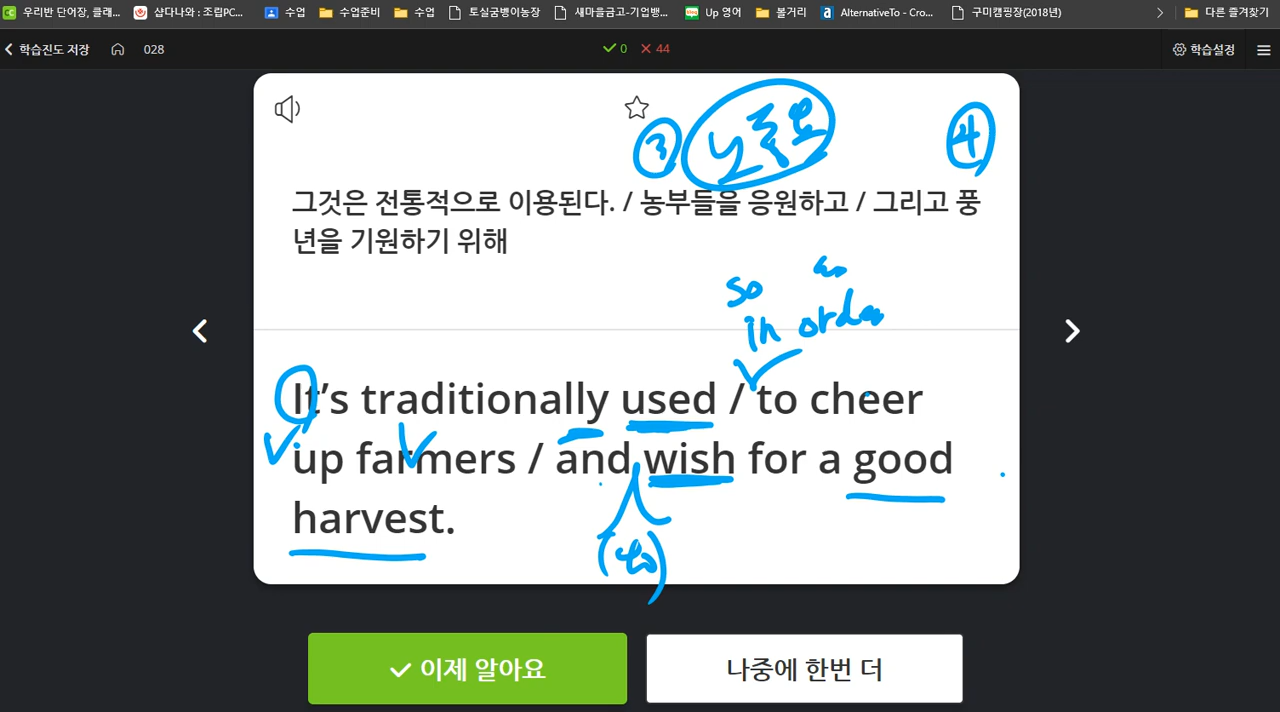 우리반 단어장, 클래... 샵다나와 : 조립PC... 수업 수업준비 수업 토실굼벵이농장 새마을금고-기업뱅... Up 영어 볼거리 AlternativeTo - Cro... 구미캠핑장(2018년) 다른 즐겨찾기
학습진도 저장 028 0 44 학습설정
③ ④
그것은 전통적으로 이용된다. / 농부들을 응원하고 / 그리고 풍
년을 기원하기 위해
so as
in order
It's traditionally used / to cheer
up farmers / and wish for a good
harvest.
(to)
이제 알아요 나중에 한번 더